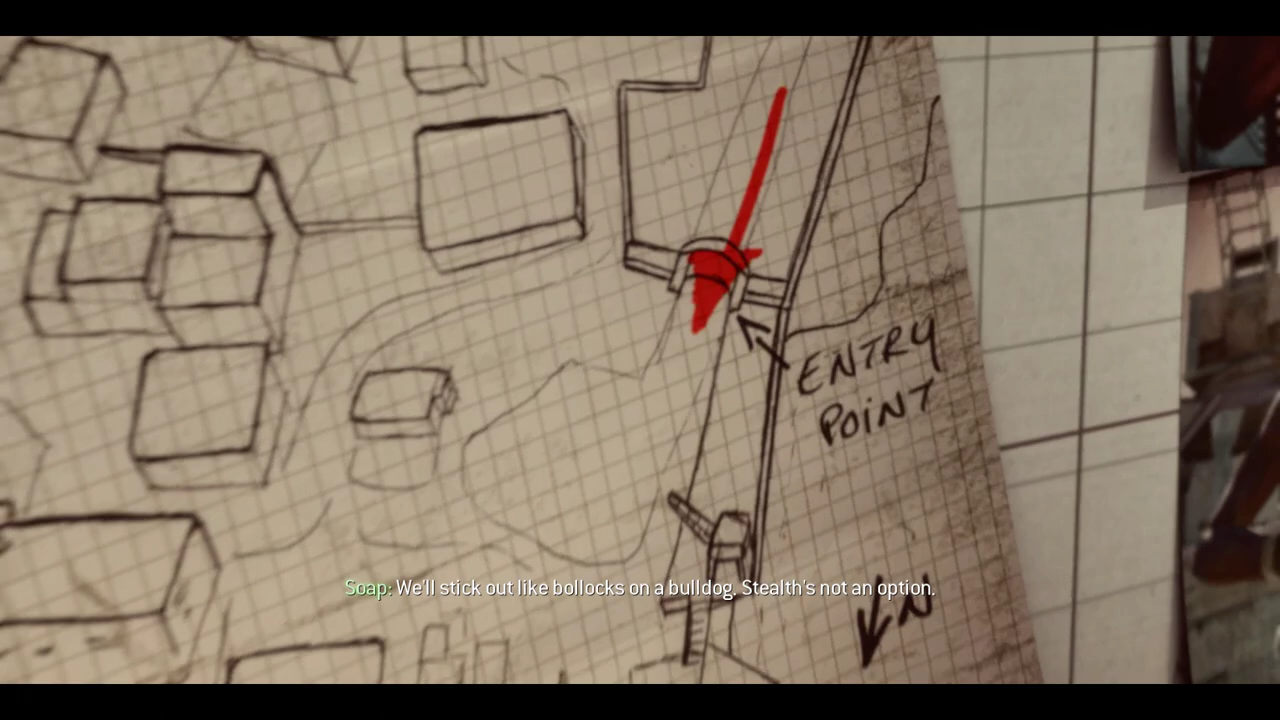 ENTRY
POINT
Soap: We'll stick out like bollocks on a bulldog. Stealth's not an option.
N